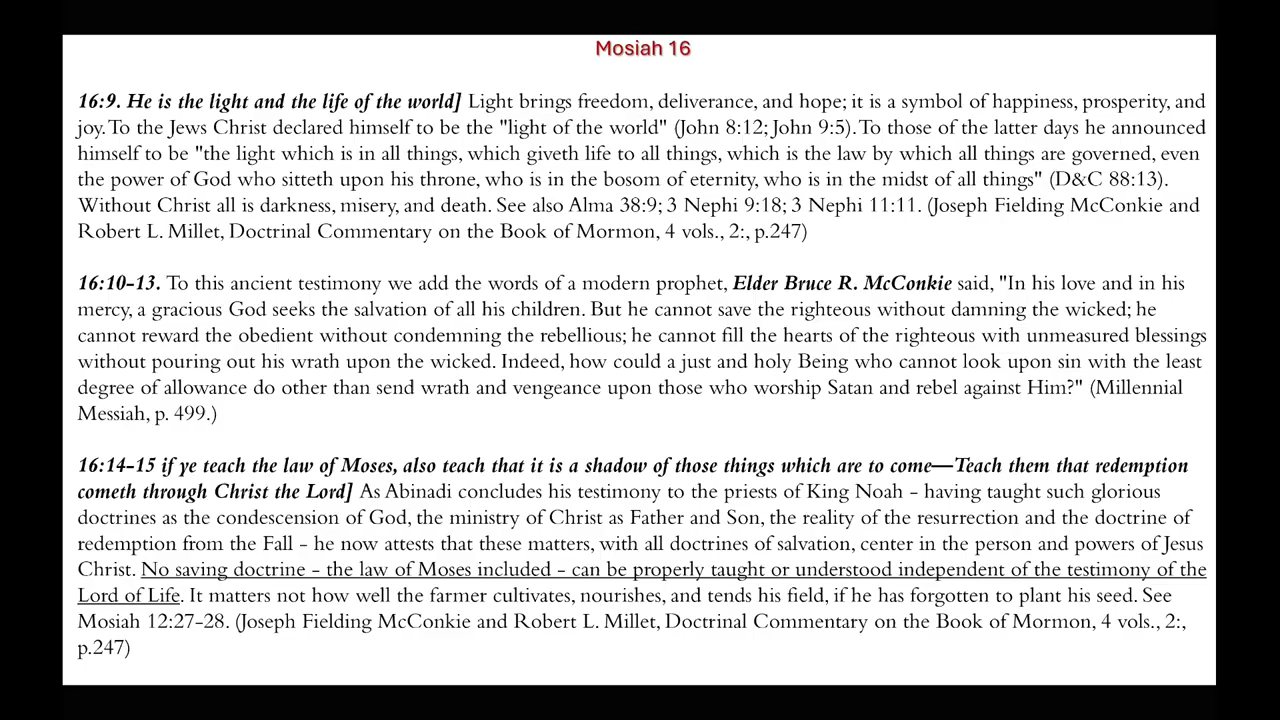 Mosiah 16
16:9. He is the light and the life of the world] Light brings freedom, deliverance, and hope; it is a symbol of happiness, prosperity, and
joy. To the Jews Christ declared himself to be the "light of the world" (John 8:12; John 9:5). To those of the latter days he announced
himself to be "the light which is in all things, which giveth life to all things, which is the law by which all things are governed, even
the power of God who sitteth upon his throne, who is in the bosom of eternity, who is in the midst of all things" (D&C 88:13).
Without Christ all is darkness, misery, and death. See also Alma 38:9; 3 Nephi 9:18; 3 Nephi 11:11. (Joseph Fielding McConkie and
Robert L. Millet, Doctrinal Commentary on the Book of Mormon, 4 vols., 2:, p.247)
16:10-13. To this ancient testimony we add the words of a modern prophet, Elder Bruce R. McConkie said, "In his love and in his
mercy, a gracious God seeks the salvation of all his children. But he cannot save the righteous without damning the wicked; he
cannot reward the obedient without condemning the rebellious; he cannot fill the hearts of the righteous with unmeasured blessings
without pouring out his wrath upon the wicked. Indeed, how could a just and holy Being who cannot look upon sin with the least
degree of allowance do other than send wrath and vengeance upon those who worship Satan and rebel against Him?" (Millennial
Messiah, p. 499.)
16:14-15 if ye teach the law of Moses, also teach that it is a shadow of those things which are to come—Teach them that redemption
cometh through Christ the Lord] As Abinadi concludes his testimony to the priests of King Noah - having taught such glorious
doctrines as the condescension of God, the ministry of Christ as Father and Son, the reality of the resurrection and the doctrine of
redemption from the Fall - he now attests that these matters, with all doctrines of salvation, center in the person and powers of Jesus
Christ. No saving doctrine - the law of Moses included - can be properly taught or understood independent of the testimony of the
Lord of Life. It matters not how well the farmer cultivates, nourishes, and tends his field, if he has forgotten to plant his seed. See
Mosiah 12:27-28. (Joseph Fielding McConkie and Robert L. Millet, Doctrinal Commentary on the Book of Mormon, 4 vols., 2:,
p.247)